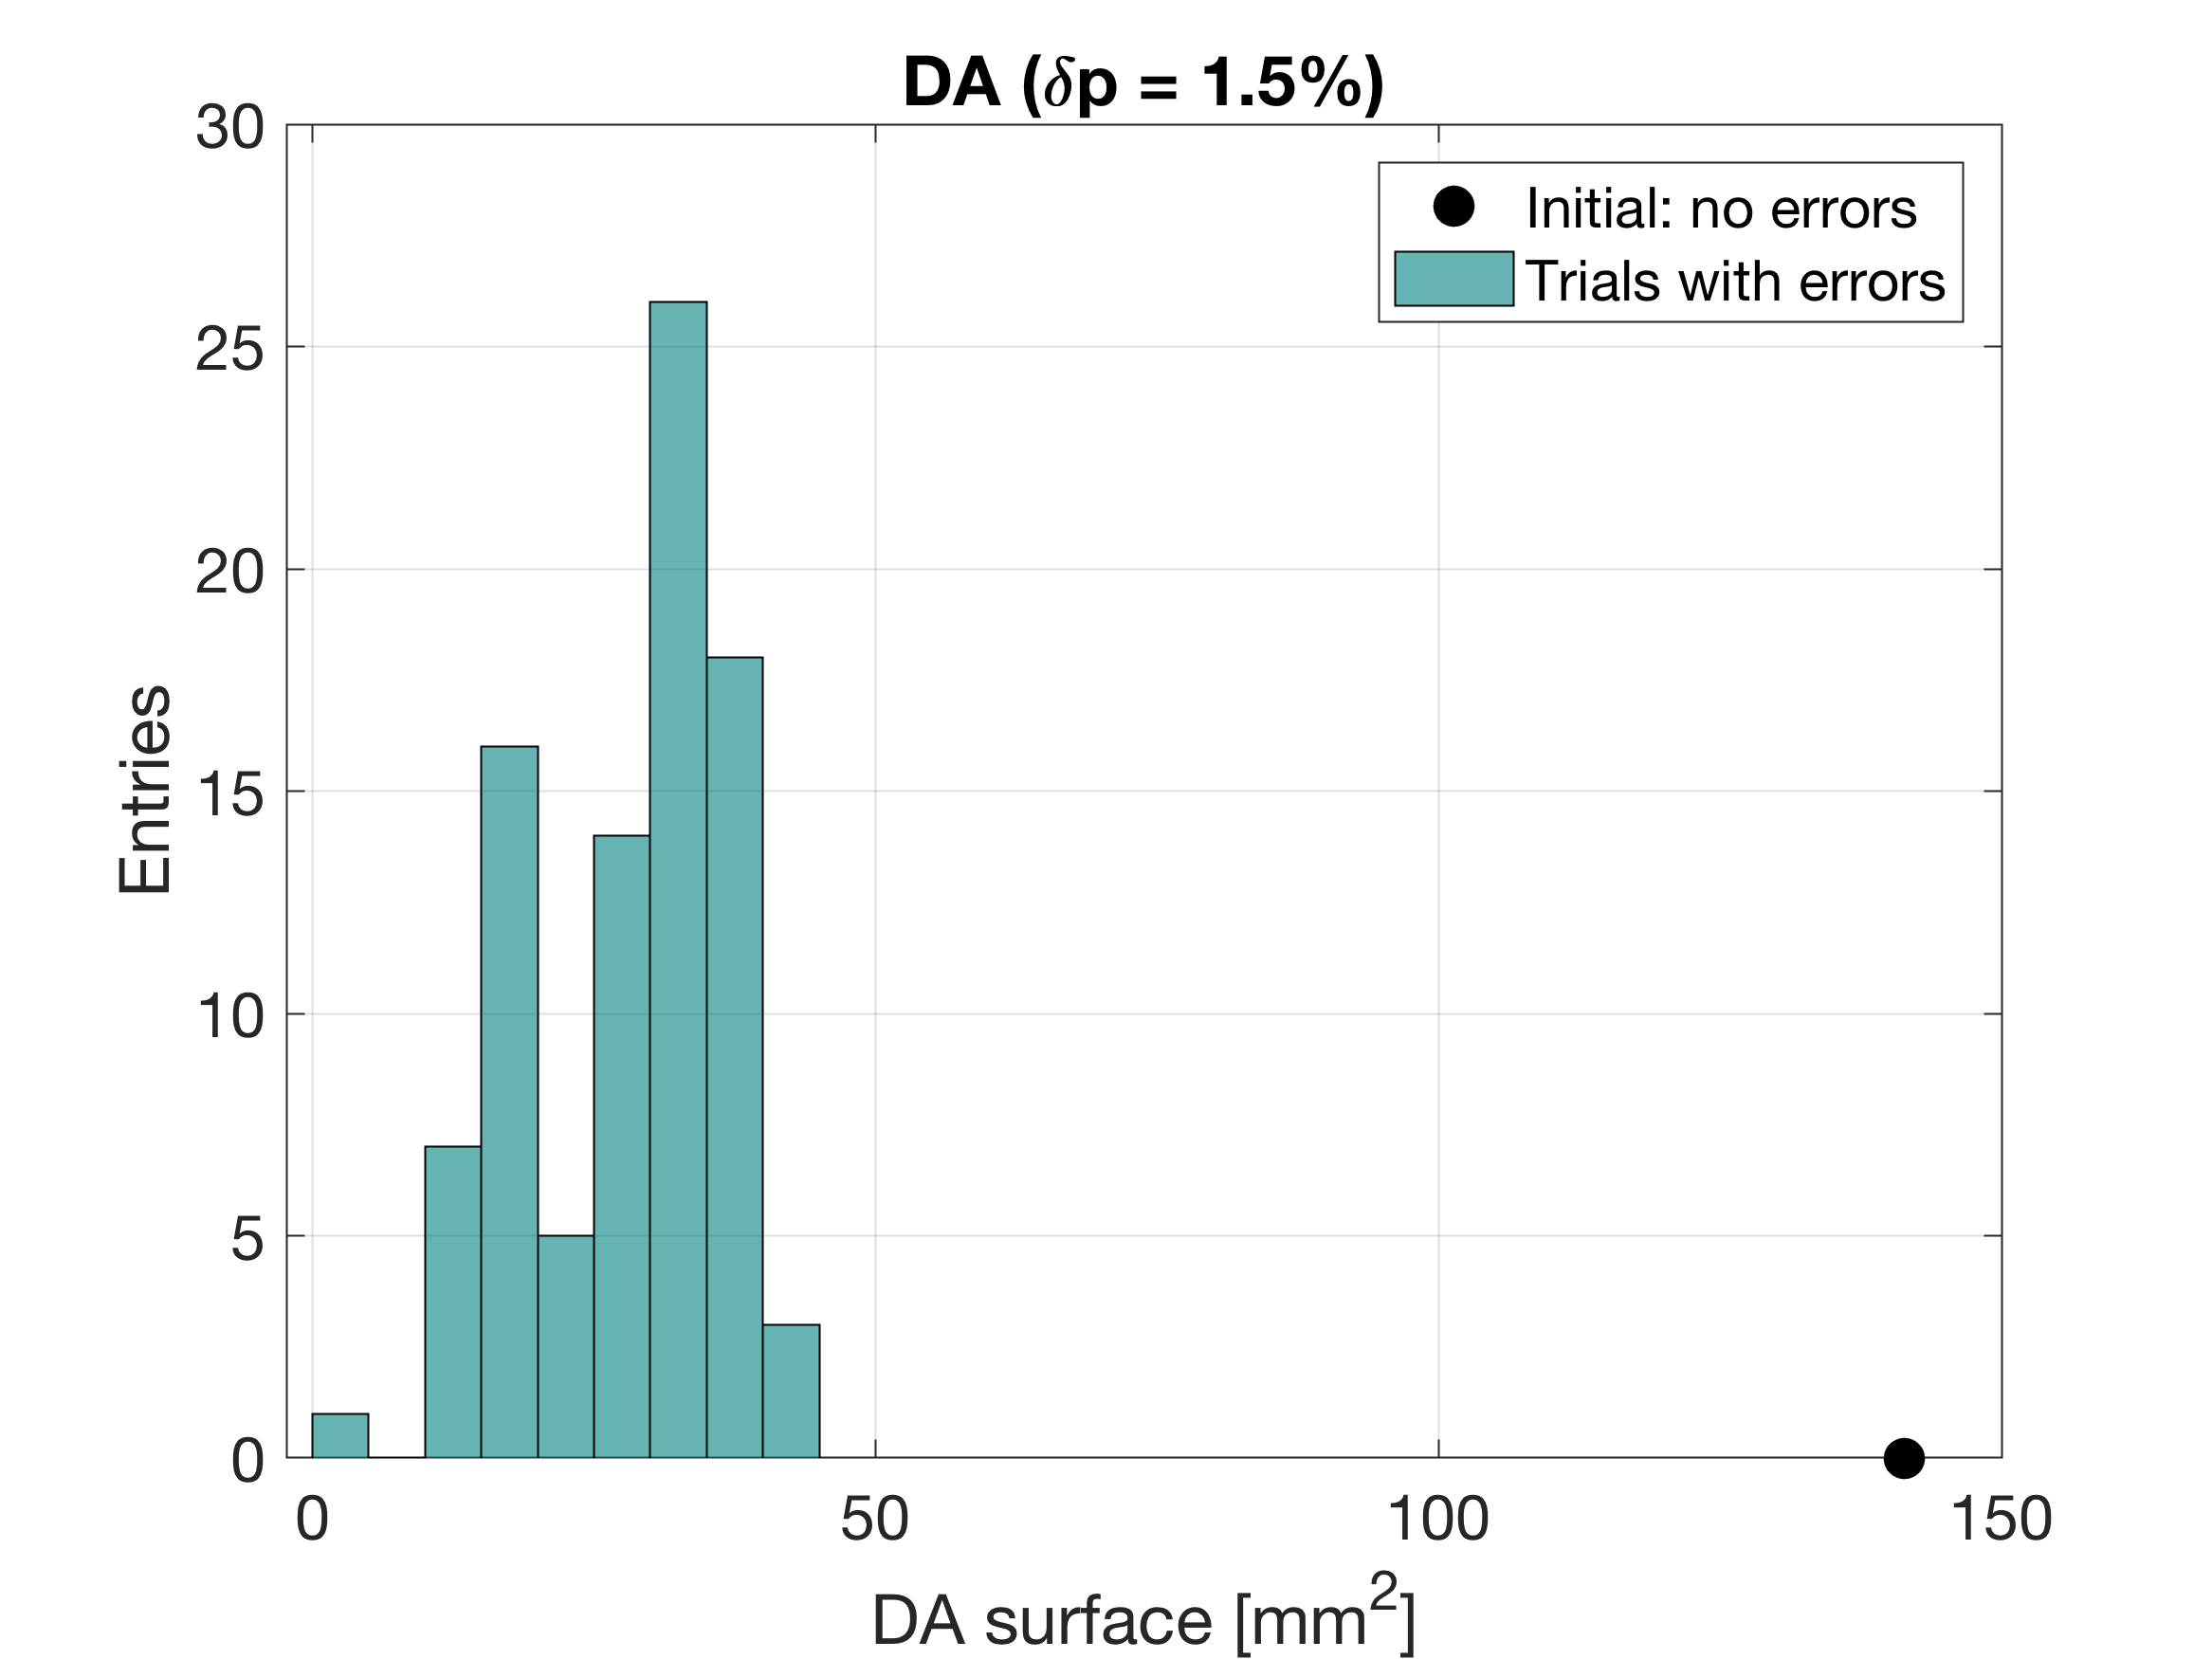 DA (δp = 1.5%)
30
25
20
15
10
5
0
Entries
Initial: no errors
Trials with errors
0 50 100 150
DA surface [mm²]